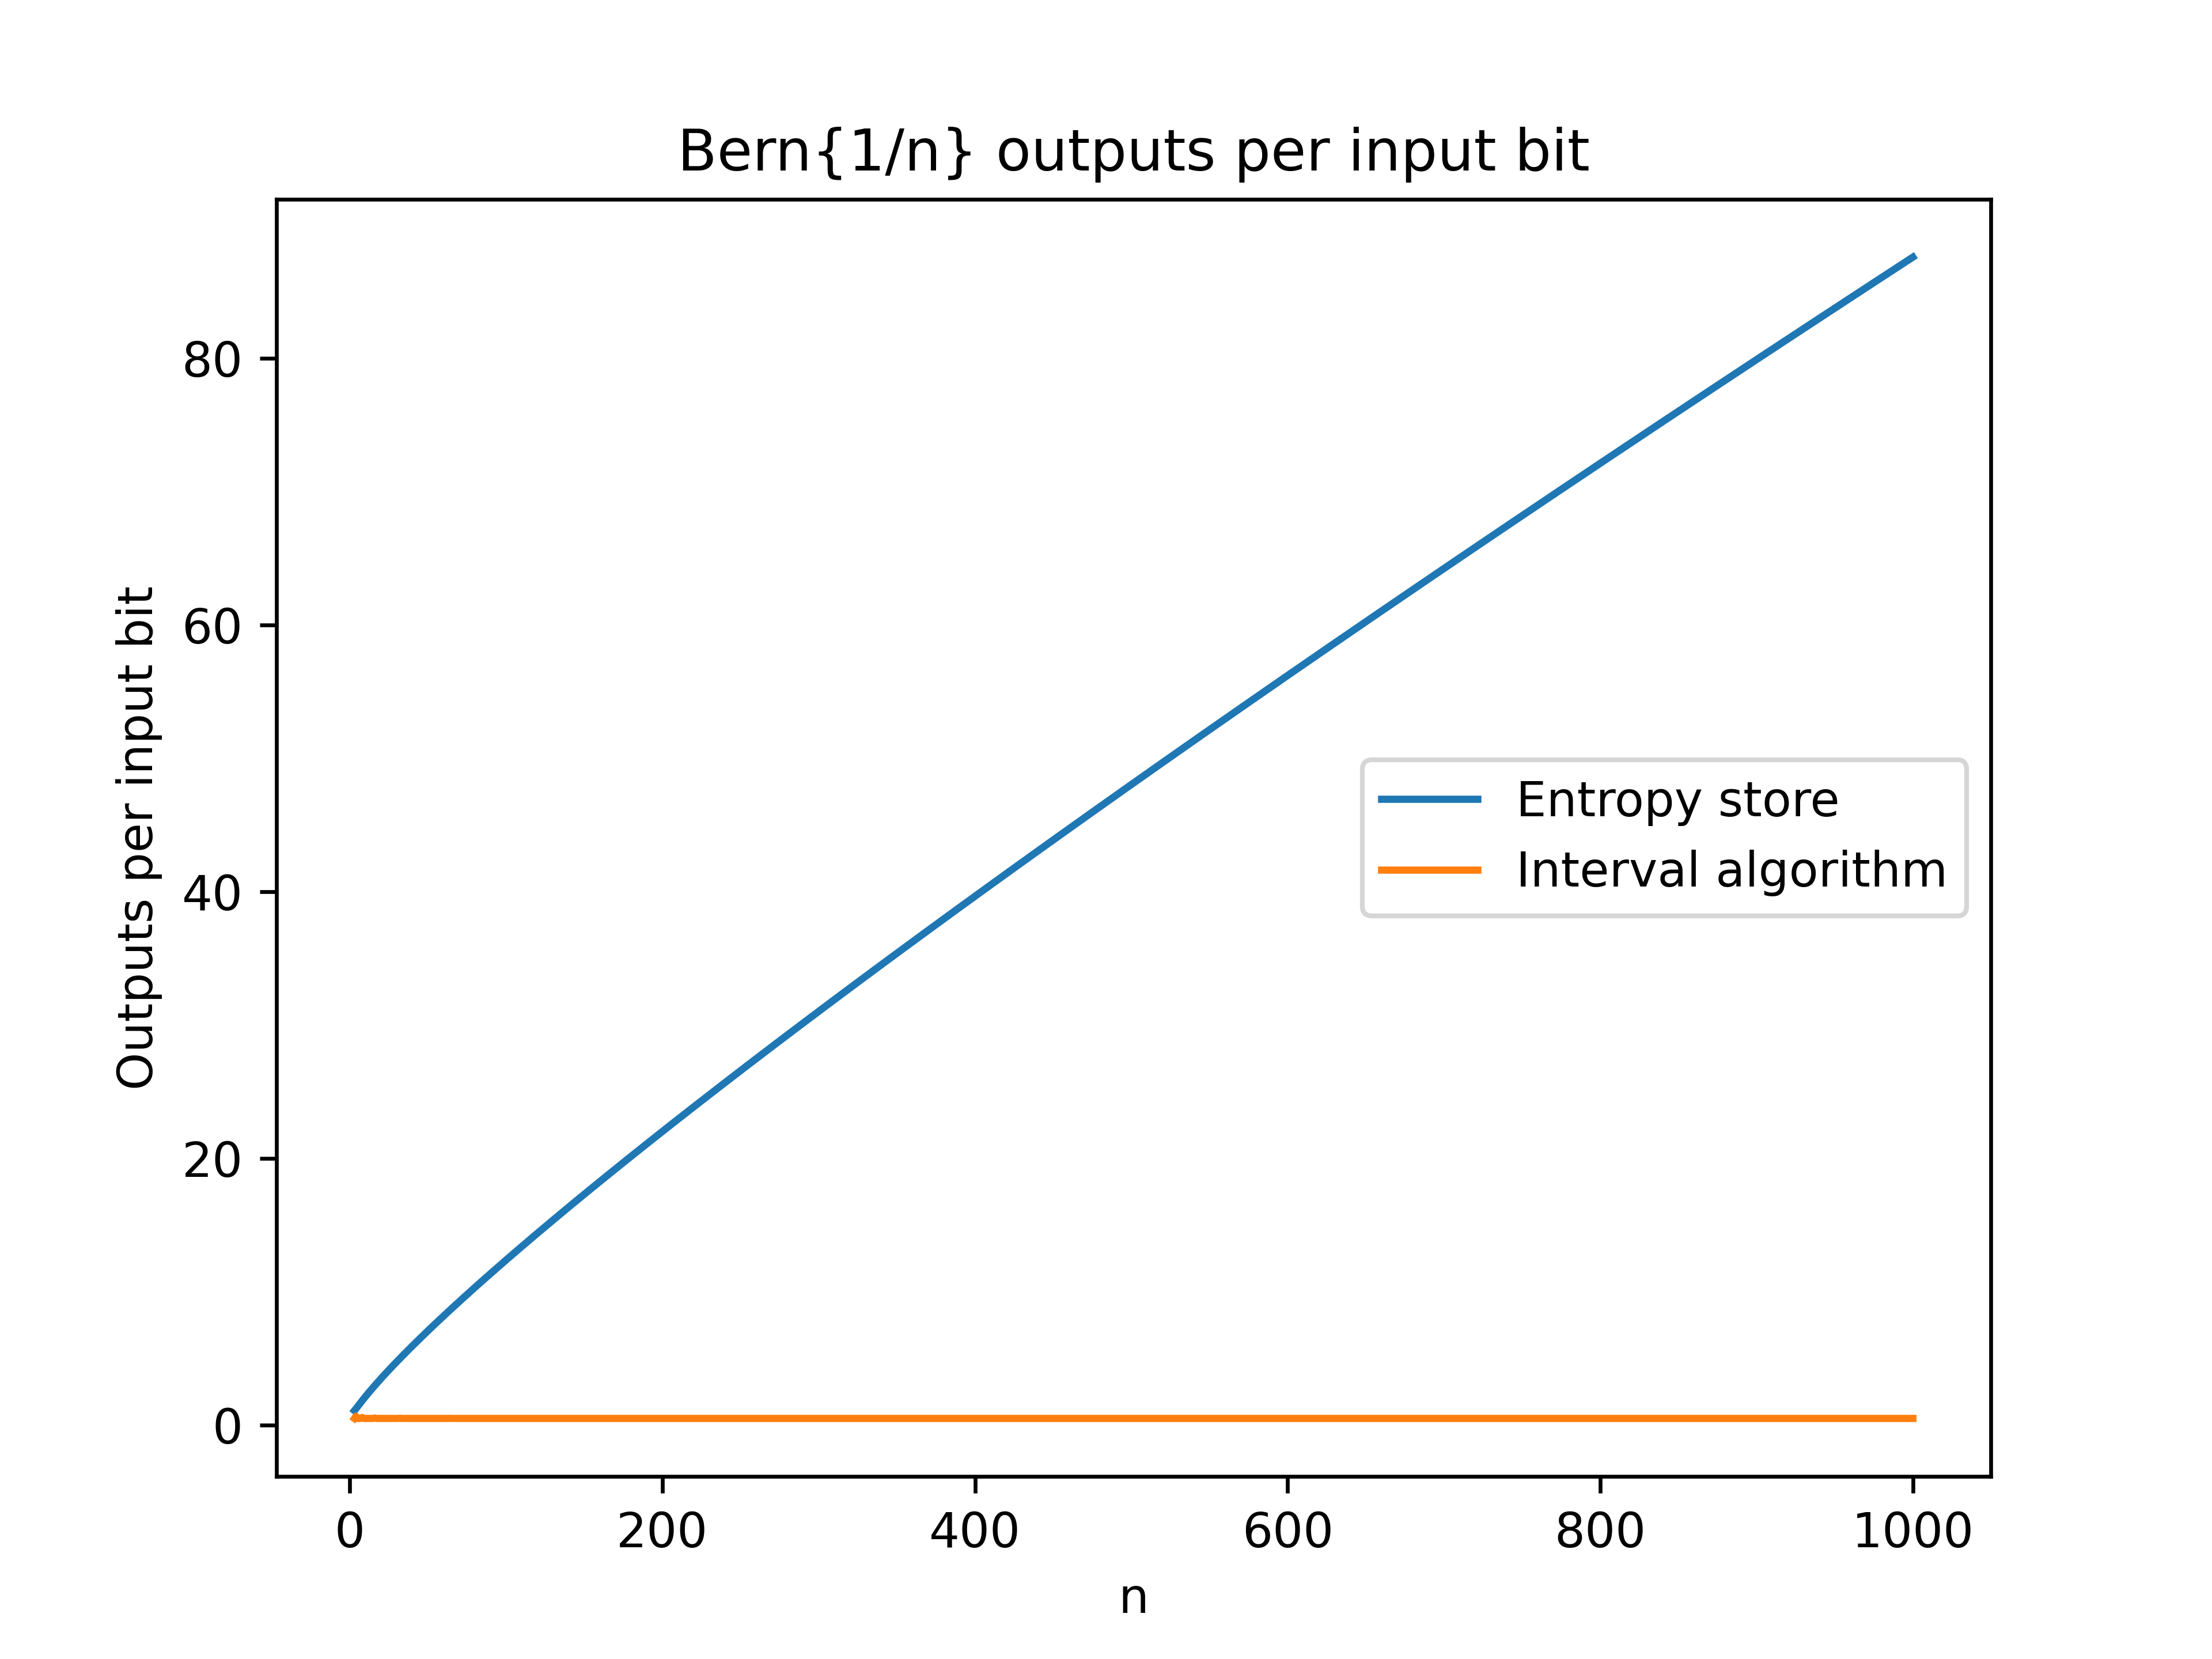 Bern{1/n} outputs per input bit
Outputs per input bit
80
60
40
20
0
Entropy store
Interval algorithm
0 200 400 600 800 1000
n